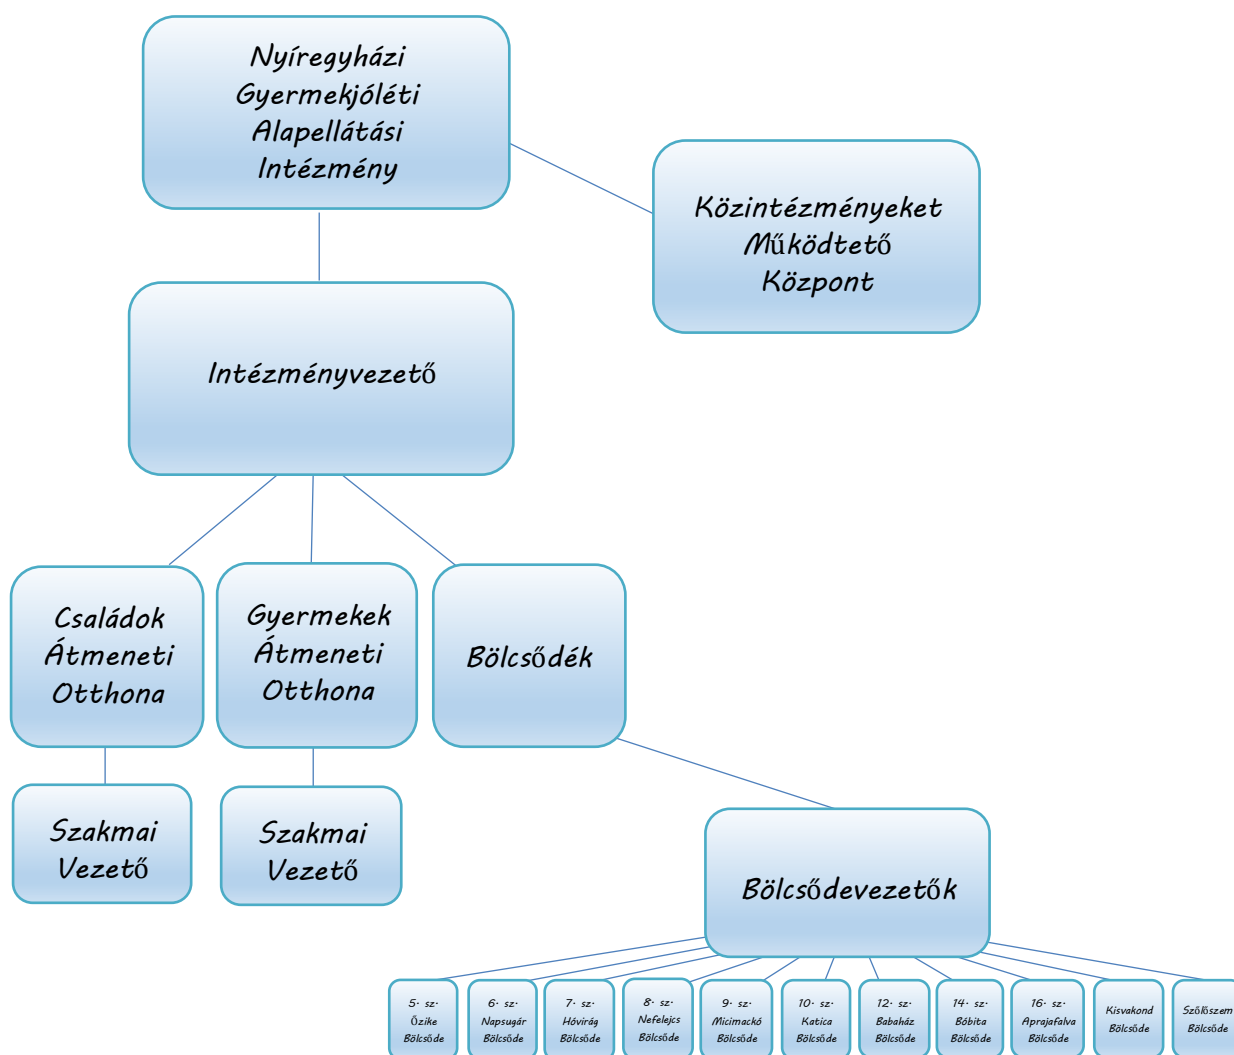 Nyíregyházi
Gyermekjóléti
Alapellátási
Intézmény
Közintézményeket
Működtető
Központ
Intézményvezető
Családok
Átmeneti
Otthona
Gyermekek
Átmeneti
Otthona
Bölcsődék
Szakmai
Vezető
Szakmai
Vezető
Bölcsődevezetők
5. sz.
Őzike
Bölcsőde
6. sz.
Napsugár
Bölcsőde
7. sz.
Hóvirág
Bölcsőde
8. sz.
Nefelejcs
Bölcsőde
9. sz.
Micimackó
Bölcsőde
10. sz.
Katica
Bölcsőde
12. sz.
Babaház
Bölcsőde
14. sz.
Bóbita
Bölcsőde
16. sz.
Aprajafalva
Bölcsőde
Kisvakond
Bölcsőde
Szőlőszem
Bölcsőde